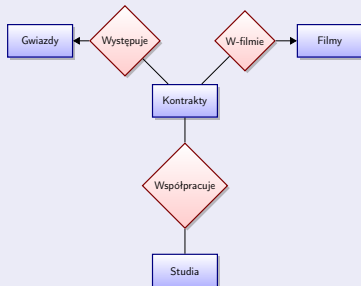 Gwiazdy
Występuje
W-filmie
Filmy
Kontrakty
Współpracuje
Studia